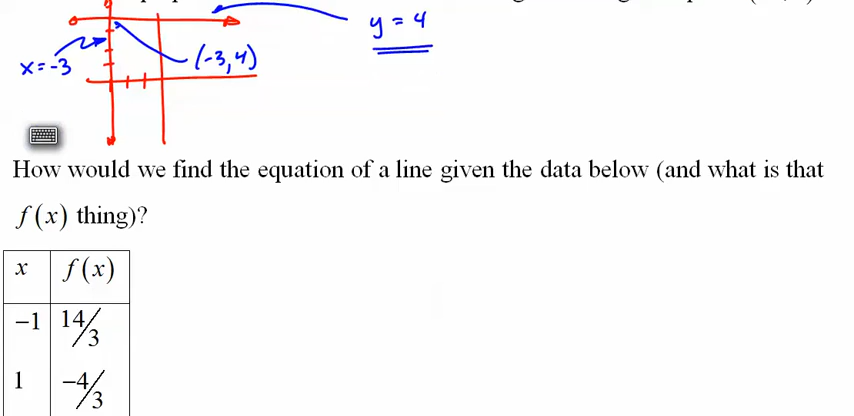 y = 4
x = -3
(-3, 4)
How would we find the equation of a line given the data below (and what is that
f(x) thing)?
x f(x)
−1 14/3
1 −4/3